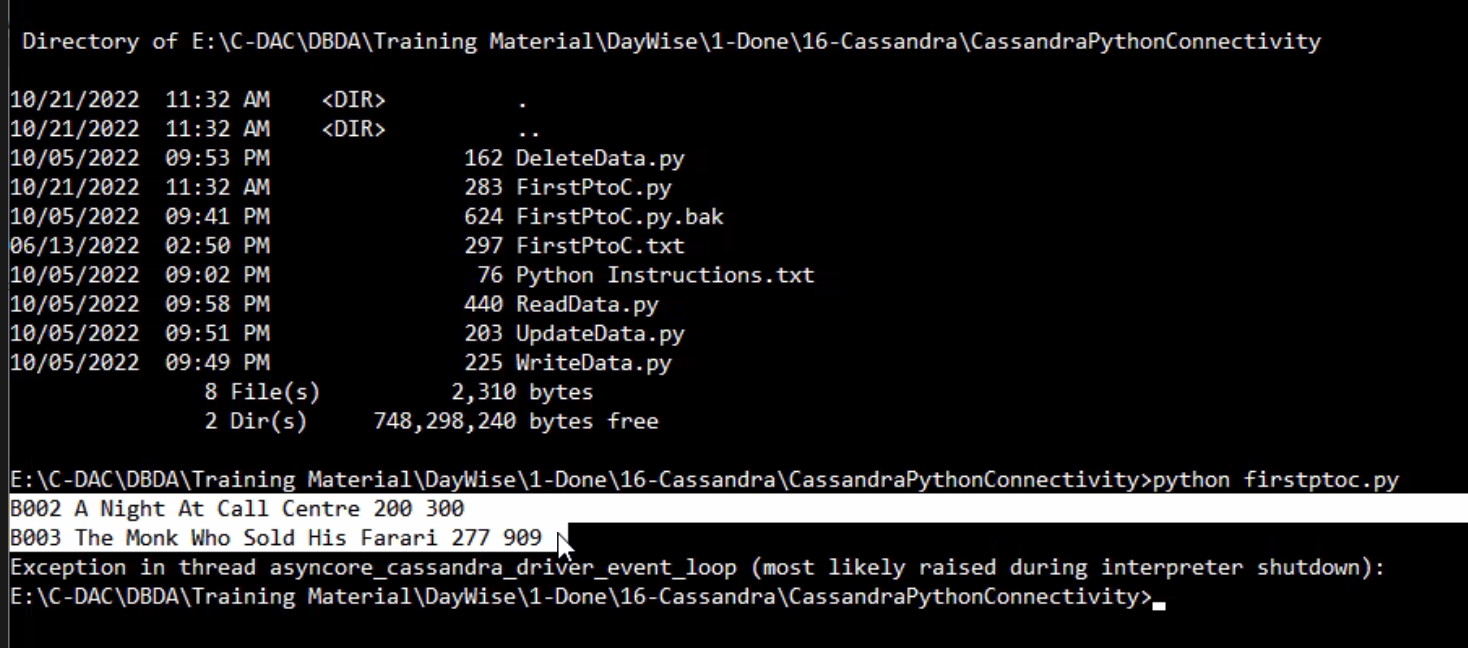 Directory of E:\C-DAC\DBDA\Training Material\DayWise\1-Done\16-Cassandra\CassandraPythonConnectivity
10/21/2022  11:32 AM    <DIR>          .
10/21/2022  11:32 AM    <DIR>          ..
10/05/2022  09:53 PM               162 DeleteData.py
10/21/2022  11:32 AM               283 FirstPtoC.py
10/05/2022  09:41 PM               624 FirstPtoC.py.bak
06/13/2022  02:50 PM               297 FirstPtoC.txt
10/05/2022  09:02 PM                76 Python Instructions.txt
10/05/2022  09:58 PM               440 ReadData.py
10/05/2022  09:51 PM               203 UpdateData.py
10/05/2022  09:49 PM               225 WriteData.py
               8 File(s)          2,310 bytes
               2 Dir(s)     748,298,240 bytes free
E:\C-DAC\DBDA\Training Material\DayWise\1-Done\16-Cassandra\CassandraPythonConnectivity>python firstptoc.py
B002 A Night At Call Centre 200 300
B003 The Monk Who Sold His Farari 277 909
Exception in thread asyncore_cassandra_driver_event_loop (most likely raised during interpreter shutdown):
E:\C-DAC\DBDA\Training Material\DayWise\1-Done\16-Cassandra\CassandraPythonConnectivity>